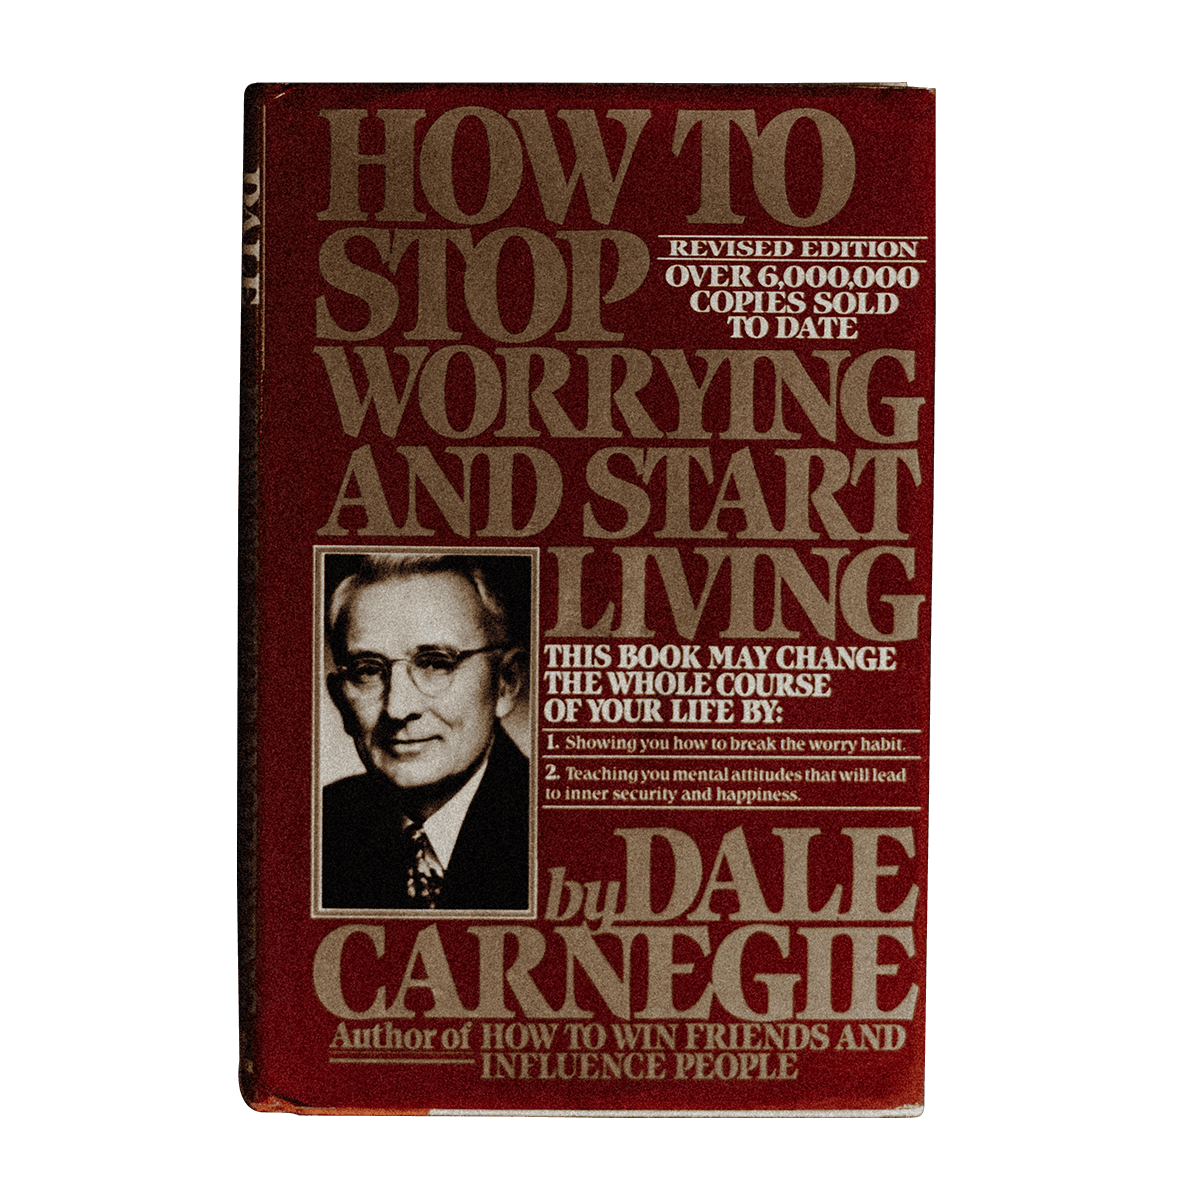 DALE
HOW TO
STOP
REVISED EDITION
OVER 6,000,000
COPIES SOLD
TO DATE
WORRYING
AND START
LIVING
THIS BOOK MAY CHANGE
THE WHOLE COURSE
OF YOUR LIFE BY:
1. Showing you how to break the worry habit.
2. Teaching you mental attitudes that will lead
to inner security and happiness.
by DALE
CARNEGIE
Author of HOW TO WIN FRIENDS AND
INFLUENCE PEOPLE